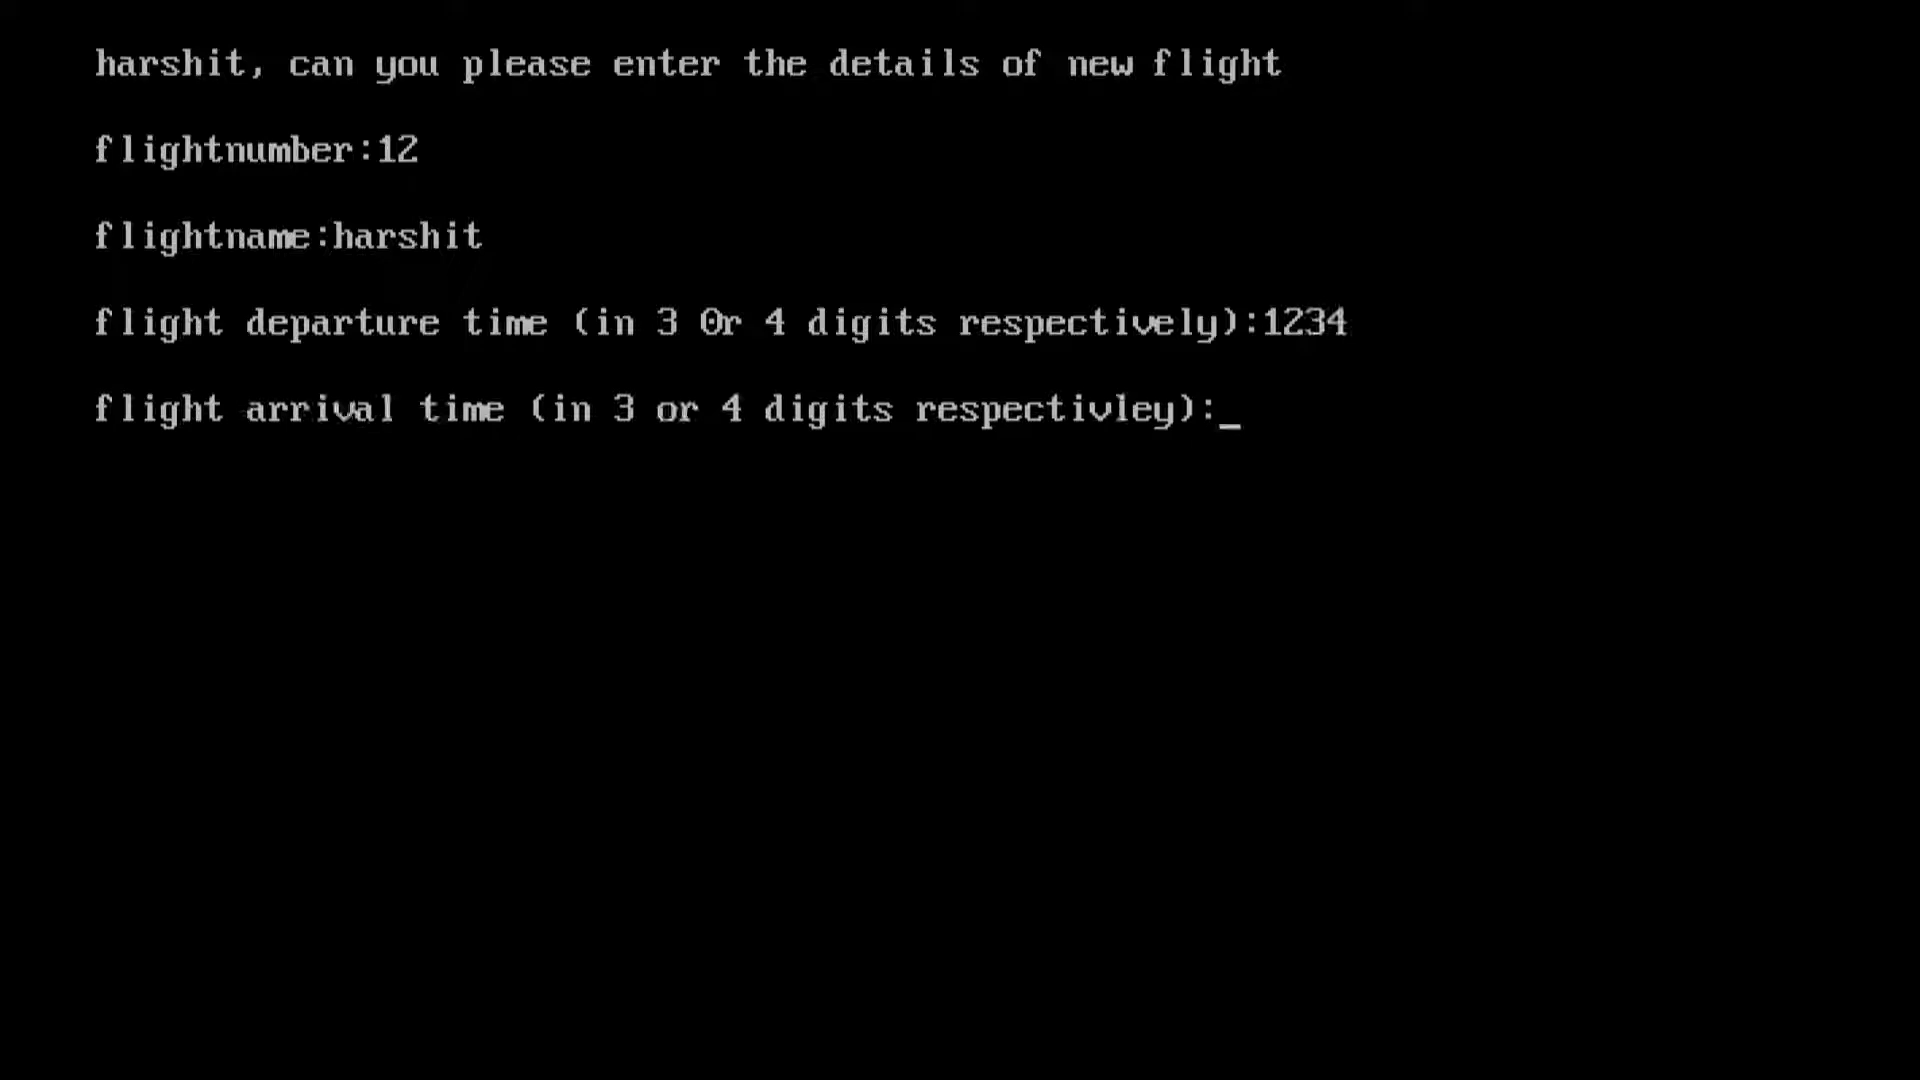 harshit, can you please enter the details of new flight
flightnumber:12
flightname:harshit
flight departure time (in 3 0r 4 digits respectively):1234
flight arrival time (in 3 or 4 digits respectivley):_